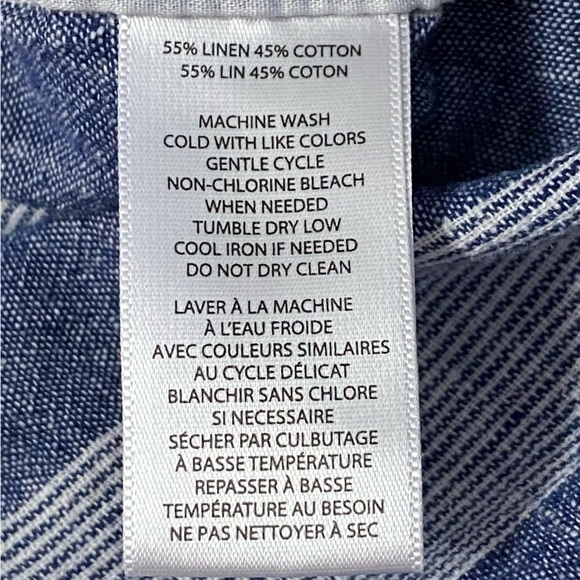 55% LINEN 45% COTTON
55% LIN 45% COTON
MACHINE WASH
COLD WITH LIKE COLORS
GENTLE CYCLE
NON-CHLORINE BLEACH
WHEN NEEDED
TUMBLE DRY LOW
COOL IRON IF NEEDED
DO NOT DRY CLEAN
LAVER À LA MACHINE
À L'EAU FROIDE
AVEC COULEURS SIMILAIRES
AU CYCLE DÉLICAT
BLANCHIR SANS CHLORE
SI NECESSAIRE
SÉCHER PAR CULBUTAGE
À BASSE TEMPÉRATURE
REPASSER À BASSE
TEMPÉRATURE AU BESOIN
NE PAS NETTOYER À SEC